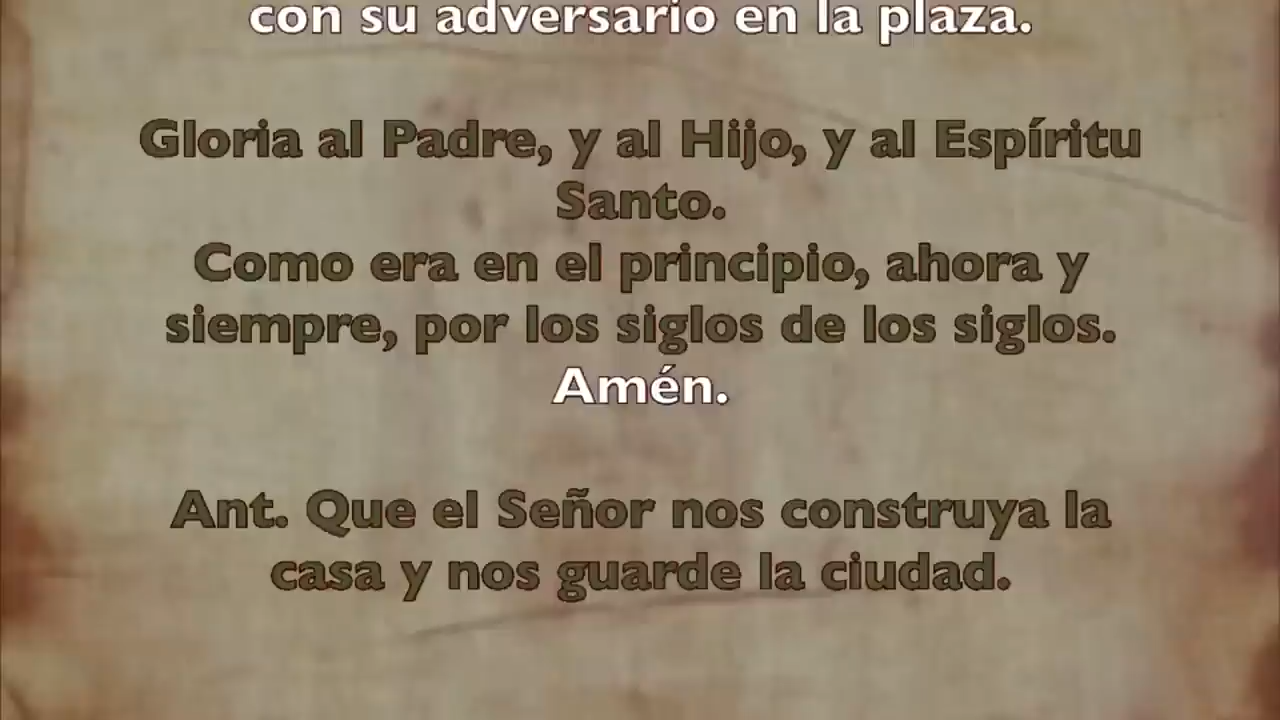 con su adversario en la plaza.
Gloria al Padre, y al Hijo, y al Espíritu
Santo.
Como era en el principio, ahora y
siempre, por los siglos de los siglos.
Amén.
Ant. Que el Señor nos construya la
casa y nos guarde la ciudad.